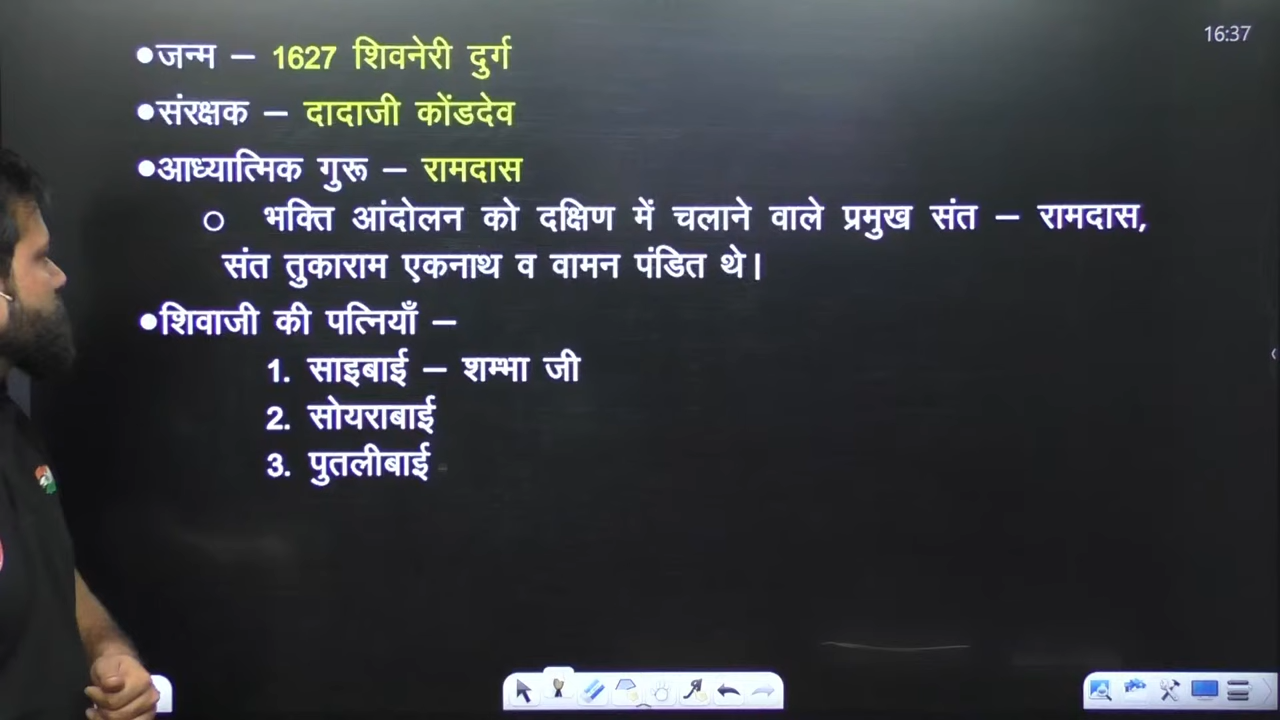 16:37
●जन्म – 1627 शिवनेरी दुर्ग
●संरक्षक – दादाजी कोंडदेव
●आध्यात्मिक गुरू – रामदास
○ भक्ति आंदोलन को दक्षिण में चलाने वाले प्रमुख संत – रामदास,
संत तुकाराम एकनाथ व वामन पंडित थे।
●शिवाजी की पत्नियाँ –
1. साइबाई – शम्भा जी
2. सोयराबाई
3. पुतलीबाई